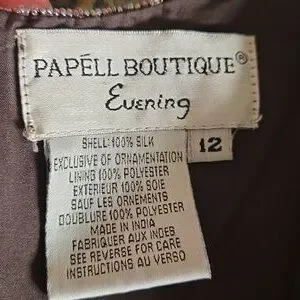 PAPÉLL BOUTIQUE®
Evening
12
SHELL: 100% SILK
EXCLUSIVE OF ORNAMENTATION
LINING 100% POLYESTER
EXTERIEUR 100% SOIE
SAUF LES ORNEMENTS
DOUBLURE 100% POLYESTER
MADE IN INDIA
FABRIQUER AUX INDES
SEE REVERSE FOR CARE
INSTRUCTIONS AU VERSO